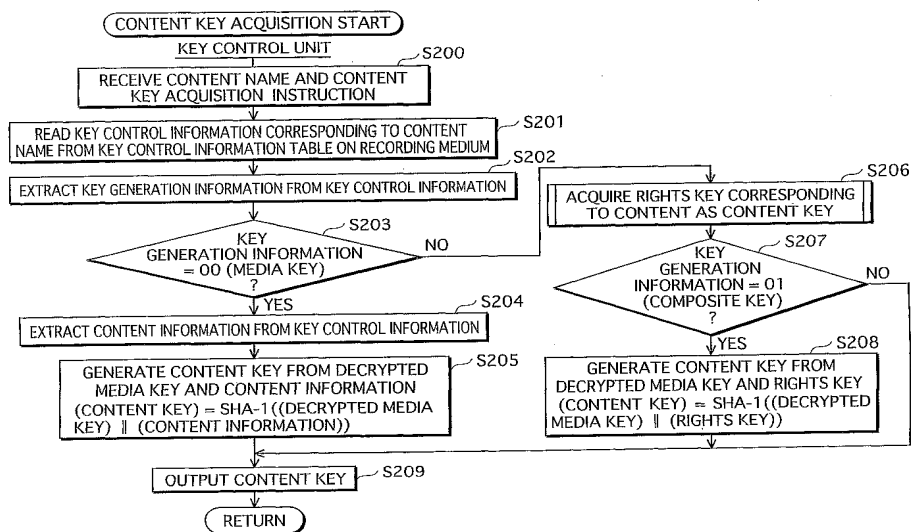 CONTENT KEY ACQUISITION START
KEY CONTROL UNIT
S200
RECEIVE CONTENT NAME AND CONTENT
KEY ACQUISITION INSTRUCTION
S201
READ KEY CONTROL INFORMATION CORRESPONDING TO CONTENT
NAME FROM KEY CONTROL INFORMATION TABLE ON RECORDING MEDIUM
S202
EXTRACT KEY GENERATION INFORMATION FROM KEY CONTROL INFORMATION
S203
KEY
GENERATION INFORMATION
= 00 (MEDIA KEY)
?
NO
YES
S204
EXTRACT CONTENT INFORMATION FROM KEY CONTROL INFORMATION
S205
GENERATE CONTENT KEY FROM DECRYPTED
MEDIA KEY AND CONTENT INFORMATION
(CONTENT KEY) = SHA-1((DECRYPTED MEDIA
KEY) || (CONTENT INFORMATION))
S206
ACQUIRE RIGHTS KEY CORRESPONDING
TO CONTENT AS CONTENT KEY
S207
KEY
GENERATION
INFORMATION = 01
(COMPOSITE KEY)
?
NO
YES
S208
GENERATE CONTENT KEY FROM
DECRYPTED MEDIA KEY AND RIGHTS KEY
(CONTENT KEY) = SHA-1((DECRYPTED
MEDIA KEY) || (RIGHTS KEY))
S209
OUTPUT CONTENT KEY
RETURN